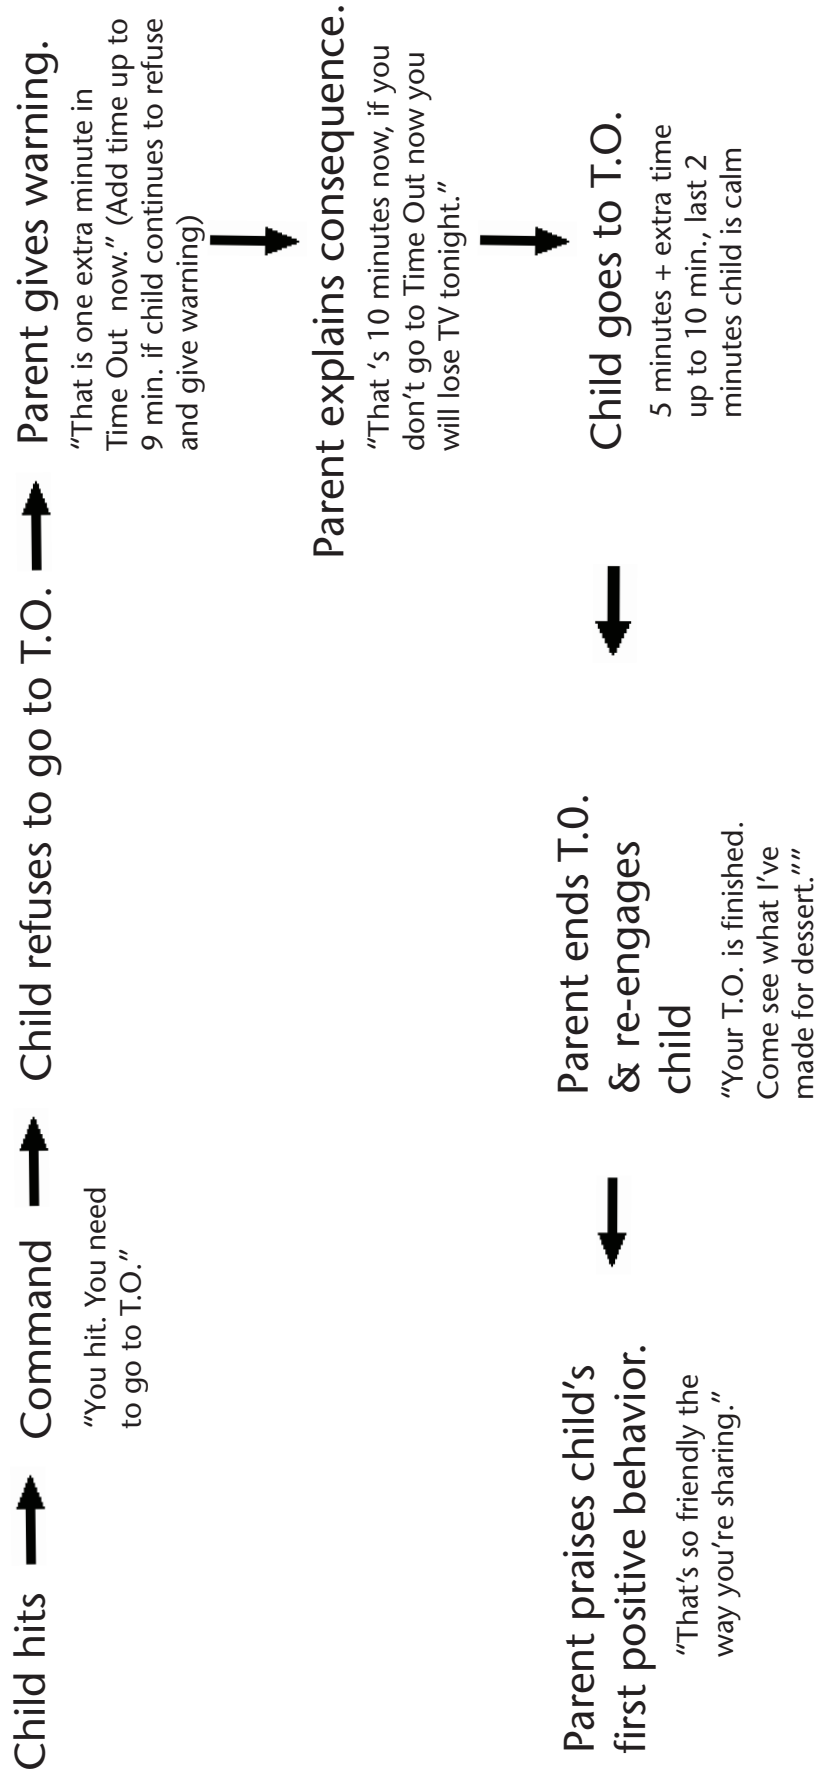 Child hits
Command
“You hit. You need
to go to T.O.”
Child refuses to go to T.O.
Parent gives warning.
“That is one extra minute in
Time Out now.” (Add time up to
9 min. if child continues to refuse
and give warning)
Parent explains consequence.
“That ‘s 10 minutes now, if you
don’t go to Time Out now you
will lose TV tonight.”
Child goes to T.O.
5 minutes + extra time
up to 10 min., last 2
minutes child is calm
Parent ends T.0.
& re-engages
child
“Your T.O. is finished.
Come see what I’ve
made for dessert.””
Parent praises child’s
first positive behavior.
“That’s so friendly the
way you’re sharing.”